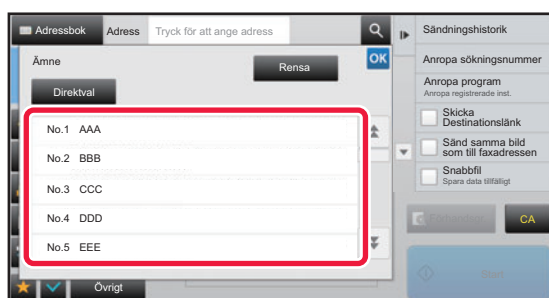 Adressbok Adress Tryck för att ange adress
Ämne
Rensa
OK
Direktval
No.1 AAA
No.2 BBB
No.3 CCC
No.4 DDD
No.5 EEE
Övrigt
Sändningshistorik
Anropa sökningsnummer
Anropa program
Anropa registrerade inst.
Skicka
Destinationslänk
Sänd samma bild
som till faxadressen
Snabbfil
Spara data tillfälligt
CA
Start